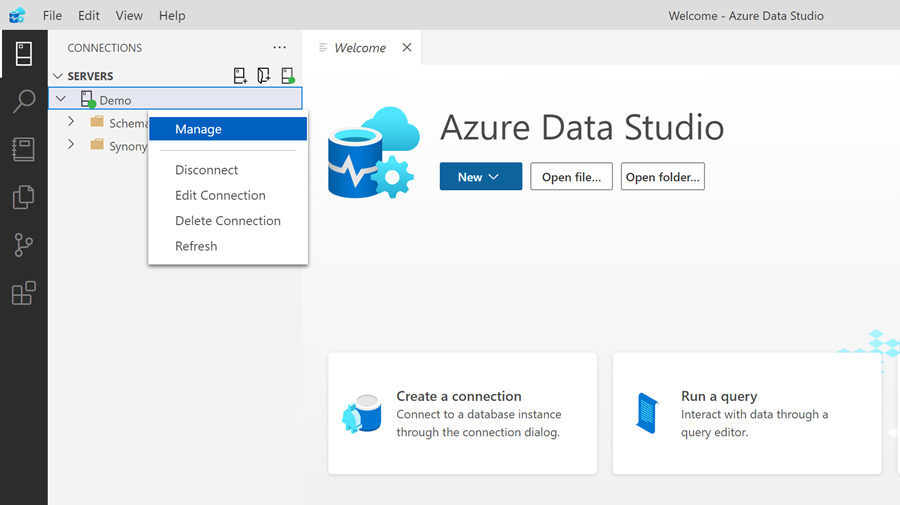 File Edit View Help
Welcome - Azure Data Studio
CONNECTIONS
Welcome
SERVERS
Demo
Manage
Disconnect
Edit Connection
Delete Connection
Refresh
Azure Data Studio
New
Open file...
Open folder...
Create a connection
Connect to a database instance
through the connection dialog.
Run a query
Interact with data through a
query editor.